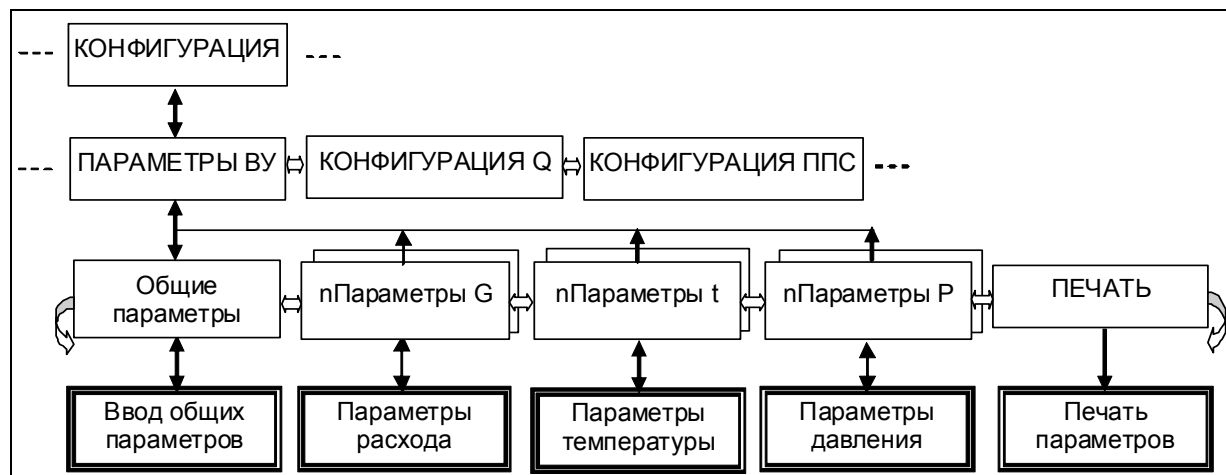 КОНФИГУРАЦИЯ
ПАРАМЕТРЫ ВУ
КОНФИГУРАЦИЯ Q
КОНФИГУРАЦИЯ ППС
Общие
параметры
nПараметры G
nПараметры t
nПараметры P
ПЕЧАТЬ
Ввод общих
параметров
Параметры
расхода
Параметры
температуры
Параметры
давления
Печать
параметров